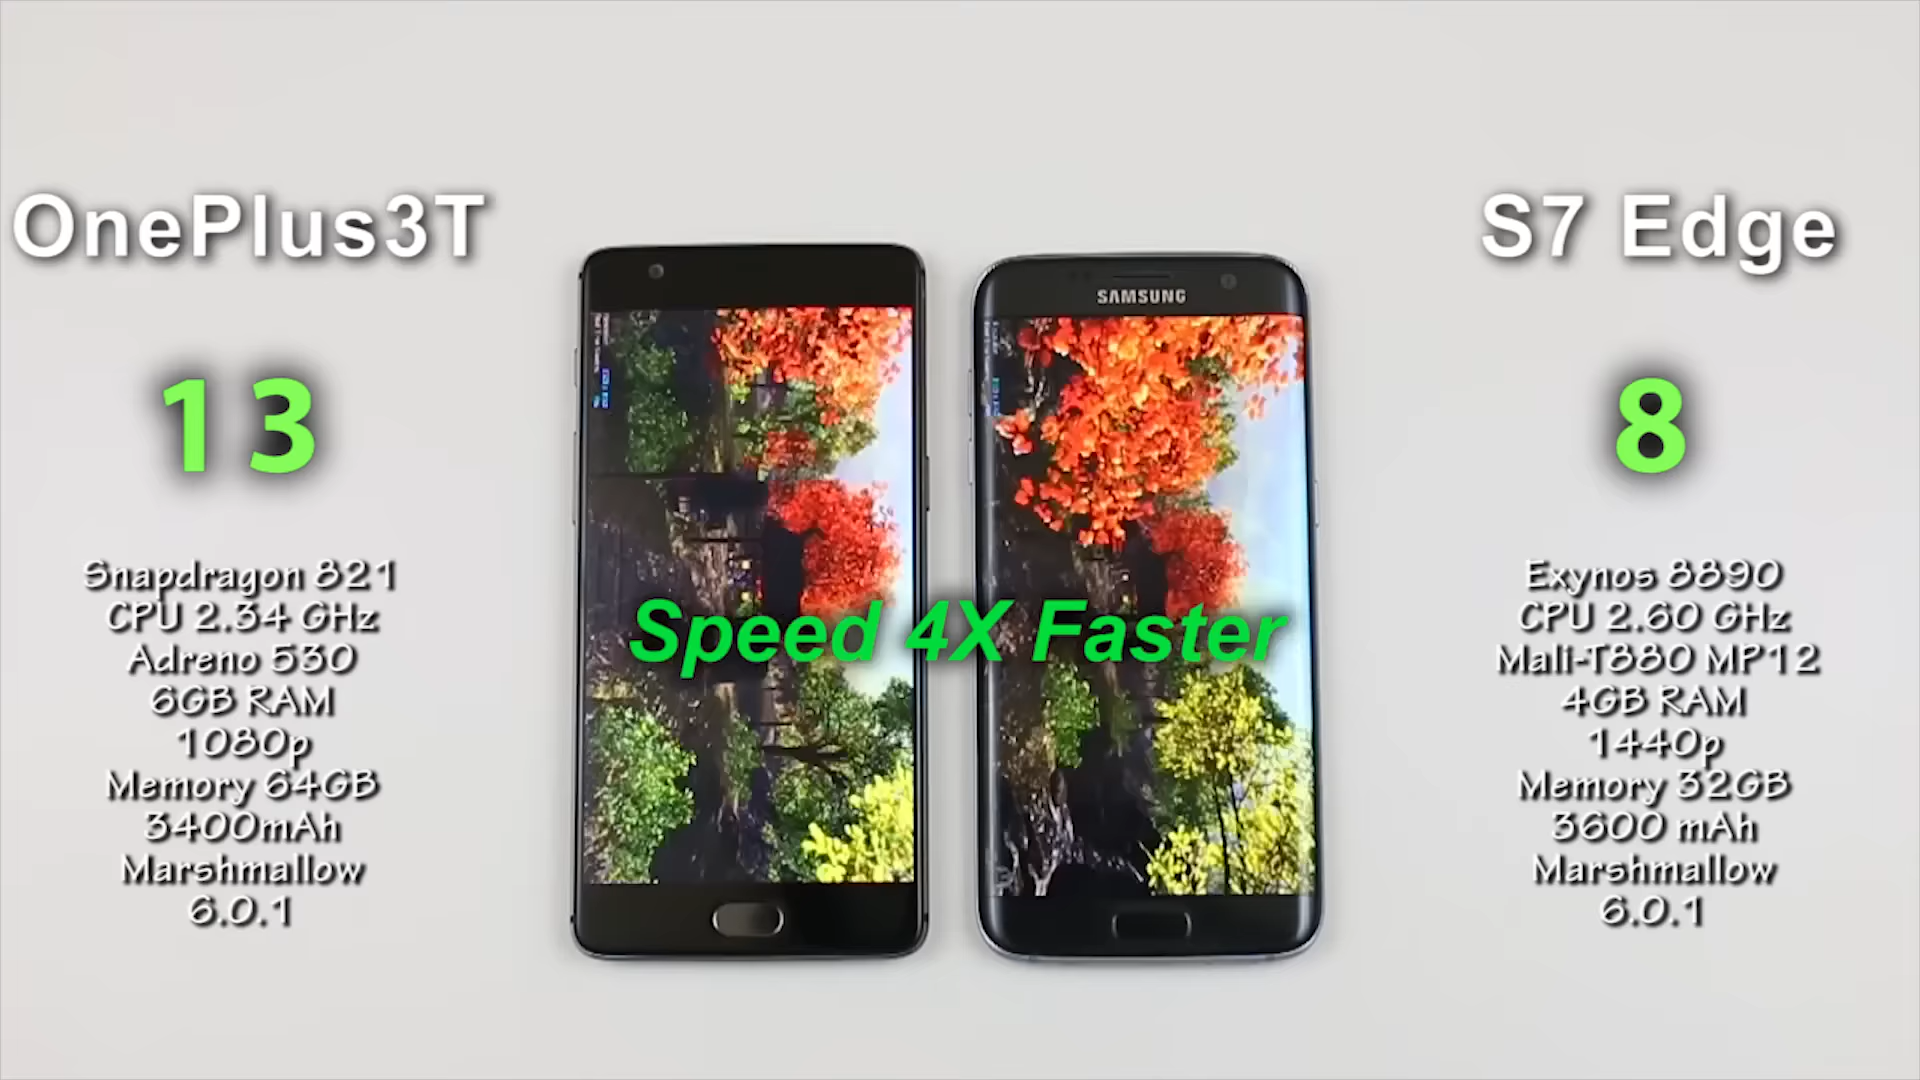 OnePlus3T
13
Snapdragon 821
CPU 2.34 GHz
Adreno 530
6GB RAM
1080p
Memory 64GB
3400mAh
Marshmallow
6.0.1
SAMSUNG
Speed 4X Faster
S7 Edge
8
Exynos 8890
CPU 2.60 GHz
Mali-T880 MP12
4GB RAM
1440p
Memory 32GB
3600 mAh
Marshmallow
6.0.1